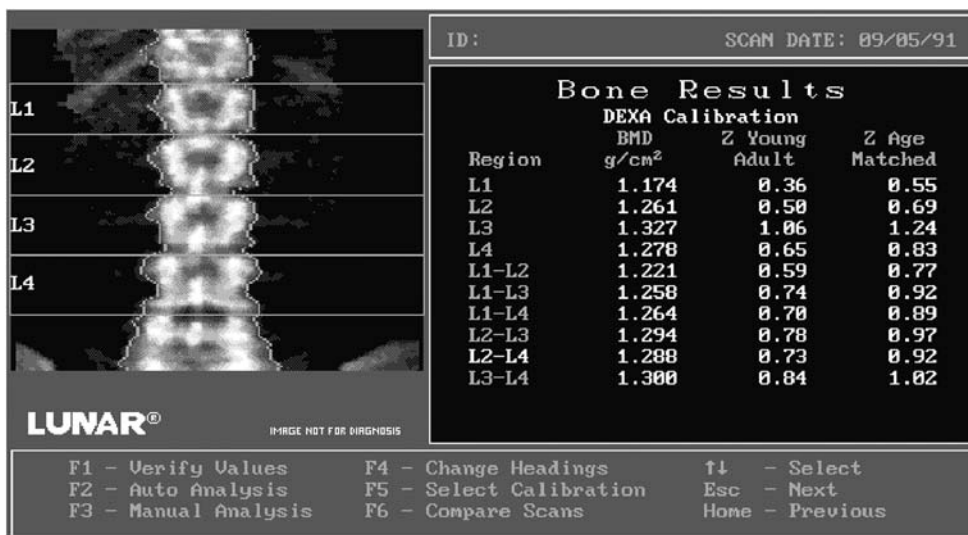 ID: SCAN DATE: 09/05/91
L1
L2
L3
L4
LUNAR®
IMAGE NOT FOR DIAGNOSIS
Bone Results
DEXA Calibration
BMD Z Young Z Age
Region g/cm² Adult Matched
L1 1.174 0.36 0.55
L2 1.261 0.50 0.69
L3 1.327 1.06 1.24
L4 1.278 0.65 0.83
L1-L2 1.221 0.59 0.77
L1-L3 1.258 0.74 0.92
L1-L4 1.264 0.70 0.89
L2-L3 1.294 0.78 0.97
L2-L4 1.288 0.73 0.92
L3-L4 1.300 0.84 1.02
F1 - Verify Values F4 - Change Headings ↑↓ - Select
F2 - Auto Analysis F5 - Select Calibration Esc - Next
F3 - Manual Analysis F6 - Compare Scans Home - Previous